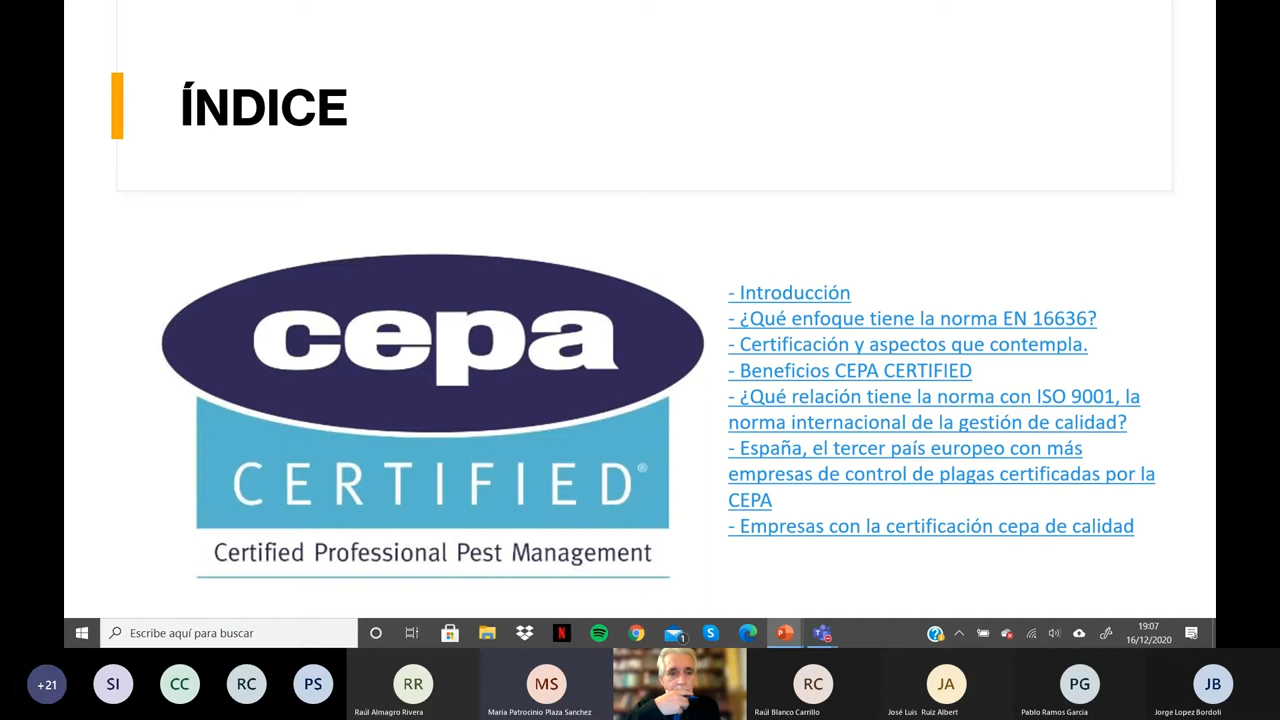 ÍNDICE
cepa
CERTIFIED®
Certified Professional Pest Management
- Introducción
- ¿Qué enfoque tiene la norma EN 16636?
- Certificación y aspectos que contempla.
- Beneficios CEPA CERTIFIED
- ¿Qué relación tiene la norma con ISO 9001, la
norma internacional de la gestión de calidad?
- España, el tercer país europeo con más
empresas de control de plagas certificadas por la
CEPA
- Empresas con la certificación cepa de calidad
Escribe aquí para buscar
1
19:07
16/12/2020
+21
SI
CC
RC
PS
RR
Raúl Almagro Rivera
MS
Maria Patrocinio Plaza Sanchez
RC
Raúl Blanco Carrillo
JA
José Luis Ruiz Albert
PG
Pablo Ramos Garcia
JB
Jorge Lopez Bordoli